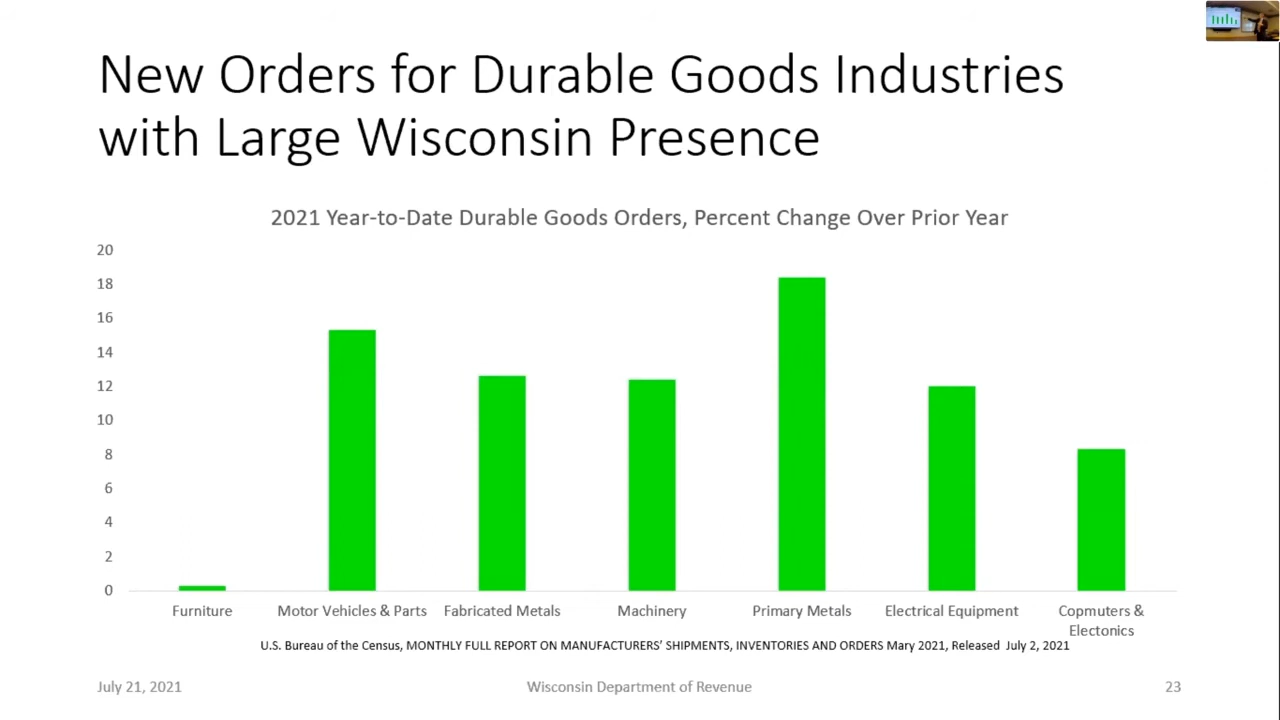 New Orders for Durable Goods Industries
with Large Wisconsin Presence
2021 Year-to-Date Durable Goods Orders, Percent Change Over Prior Year
20
18
16
14
12
10
8
6
4
2
0
Furniture
Motor Vehicles & Parts
Fabricated Metals
Machinery
Primary Metals
Electrical Equipment
Copmuters &
Electonics
U.S. Bureau of the Census, MONTHLY FULL REPORT ON MANUFACTURERS’ SHIPMENTS, INVENTORIES AND ORDERS Mary 2021, Released  July 2, 2021
July 21, 2021
Wisconsin Department of Revenue
23